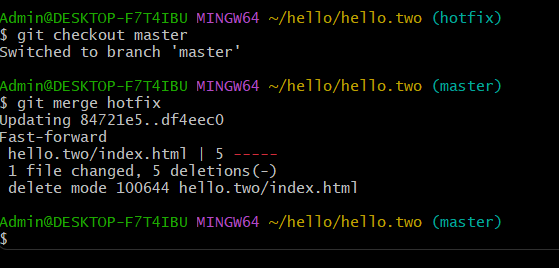 Admin@DESKTOP-F7T4IBU MINGW64 ~/hello/hello.two (hotfix)
$ git checkout master
Switched to branch 'master'
Admin@DESKTOP-F7T4IBU MINGW64 ~/hello/hello.two (master)
$ git merge hotfix
Updating 84721e5..df4eec0
Fast-forward
 hello.two/index.html | 5 -----
 1 file changed, 5 deletions(-)
 delete mode 100644 hello.two/index.html
Admin@DESKTOP-F7T4IBU MINGW64 ~/hello/hello.two (master)
$